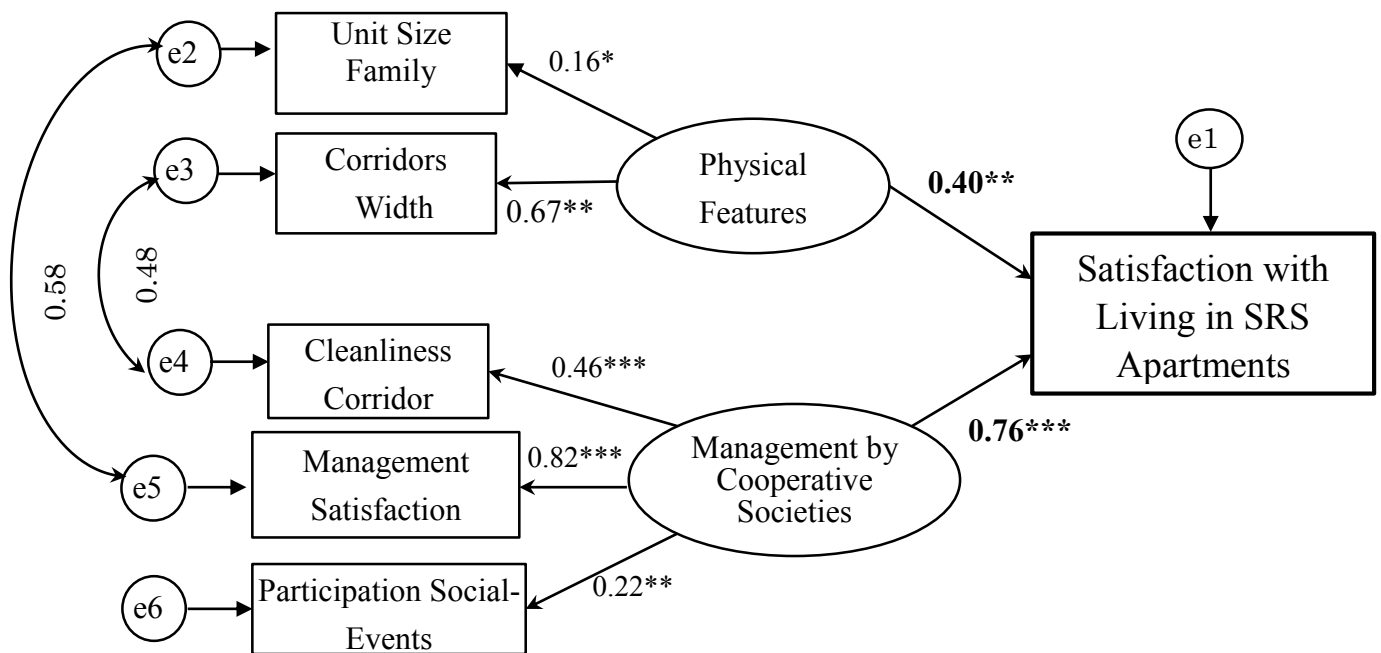 e2
Unit Size
Family
0.16*
e1
e3
Corridors
Width
0.67**
Physical
Features
0.40**
0.58
0.48
Satisfaction with
Living in SRS
Apartments
e4
Cleanliness
Corridor
0.46***
0.76***
Management by
Cooperative
Societies
e5
Management
Satisfaction
0.82***
e6
Participation Social-
Events
0.22**